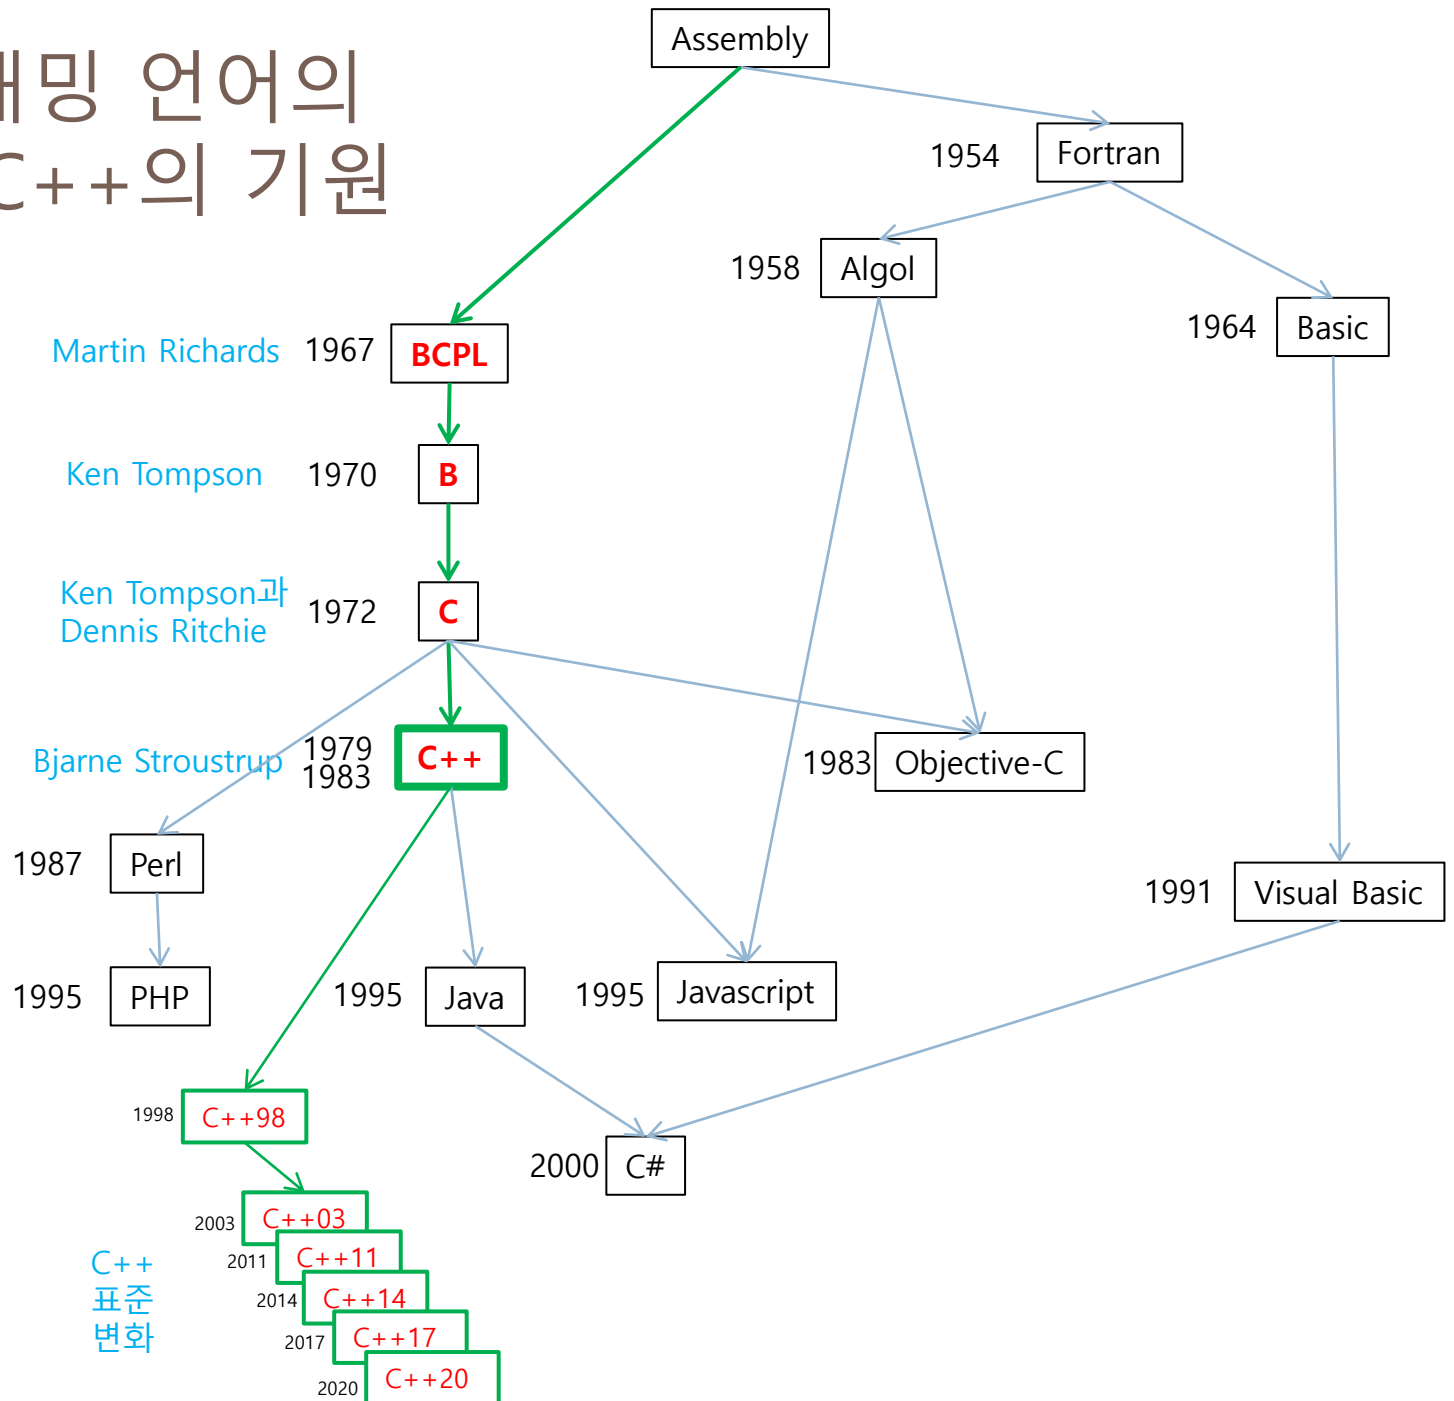 Assembly
밍 언어의
C++의 기원
1954 Fortran
1958 Algol
1964 Basic
Martin Richards 1967 BCPL
Ken Tompson 1970 B
Ken Tompson과
Dennis Ritchie
1972 C
Bjarne Stroustrup
1979
1983
C++
1983 Objective-C
1987 Perl
1991 Visual Basic
1995 PHP
1995 Java
1995 Javascript
1998 C++98
2000 C#
2003 C++03
2011 C++11
2014 C++14
2017 C++17
2020 C++20
C++
표준
변화